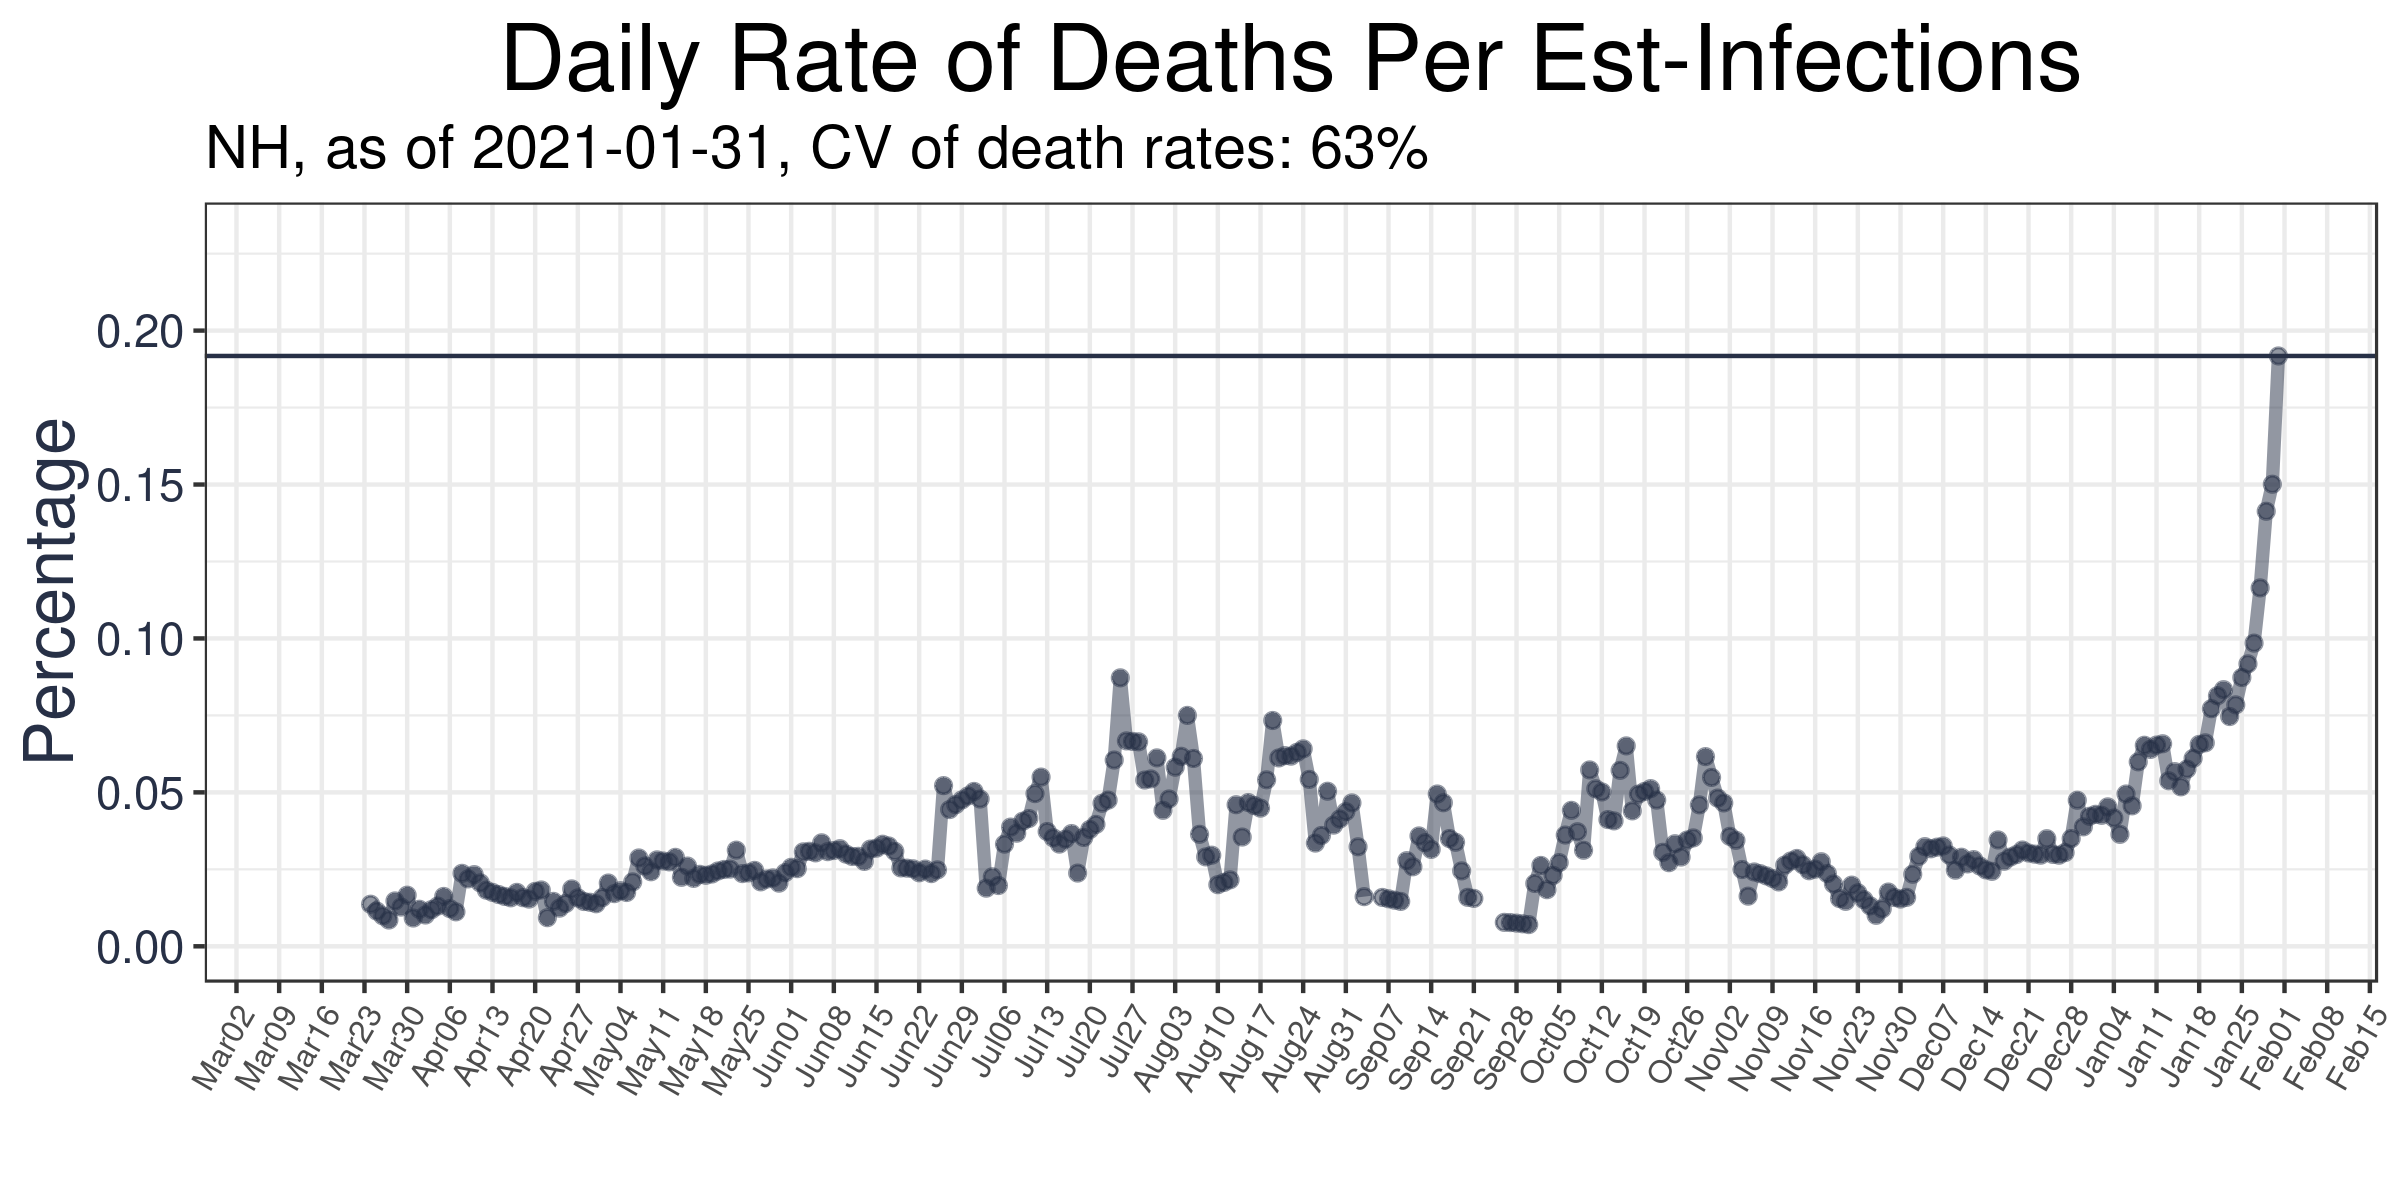 Daily Rate of Deaths Per Est-Infections
NH, as of 2021-01-31, CV of death rates: 63%
Percentage
0.20
0.15
0.10
0.05
0.00
Mar02
Mar09
Mar16
Mar23
Mar30
Apr06
Apr13
Apr20
Apr27
May04
May11
May18
May25
Jun01
Jun08
Jun15
Jun22
Jun29
Jul06
Jul13
Jul20
Jul27
Aug03
Aug10
Aug17
Aug24
Aug31
Sep07
Sep14
Sep21
Sep28
Oct05
Oct12
Oct19
Oct26
Nov02
Nov09
Nov16
Nov23
Nov30
Dec07
Dec14
Dec21
Dec28
Jan04
Jan11
Jan18
Jan25
Feb01
Feb08
Feb15